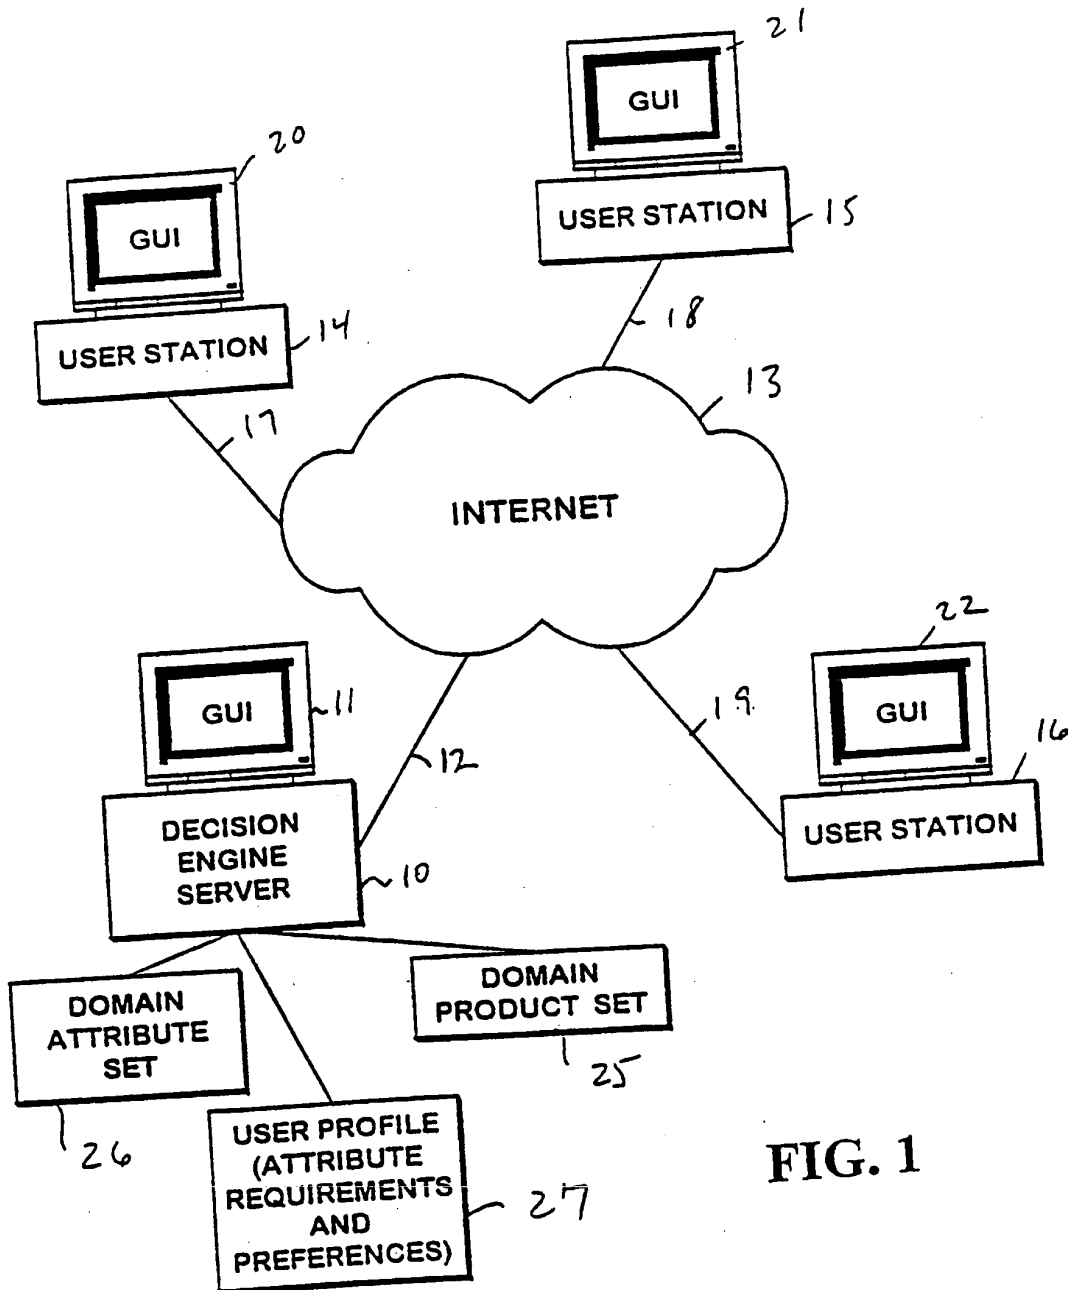 21
GUI
USER STATION
15
20
GUI
USER STATION
14
18
17
13
INTERNET
22
GUI
16
USER STATION
19
GUI
11
12
DECISION
ENGINE
SERVER
10
DOMAIN
ATTRIBUTE
SET
26
DOMAIN
PRODUCT SET
25
USER PROFILE
(ATTRIBUTE
REQUIREMENTS
AND
PREFERENCES)
27
FIG. 1